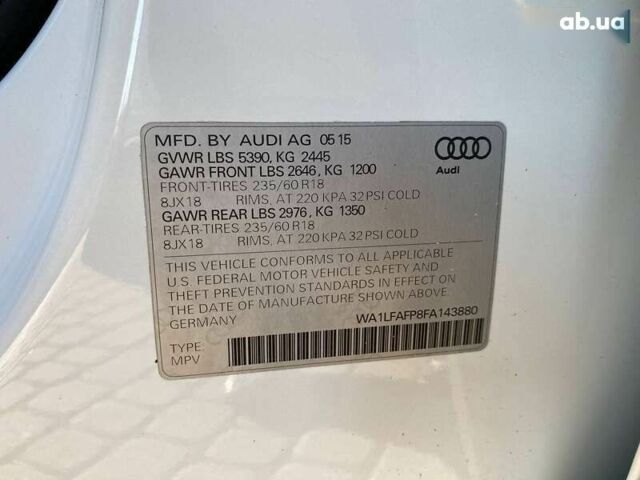 ab.ua
MFD. BY AUDI AG 05 15
GVWR LBS 5390, KG 2445
GAWR FRONT LBS 2646, KG 1200
FRONT-TIRES 235/60 R18
8JX18 RIMS, AT 220 KPA 32 PSI COLD
GAWR REAR LBS 2976, KG 1350
REAR-TIRES 235/60 R18
8JX18 RIMS, AT 220 KPA 32 PSI COLD
Audi
THIS VEHICLE CONFORMS TO ALL APPLICABLE
U.S. FEDERAL MOTOR VEHICLE SAFETY AND
THEFT PREVENTION STANDARDS IN EFFECT ON
THE DATE OF MANUFACTURE SHOWN ABOVE.
GERMANY
WA1LFAFP8FA143880
TYPE:
MPV